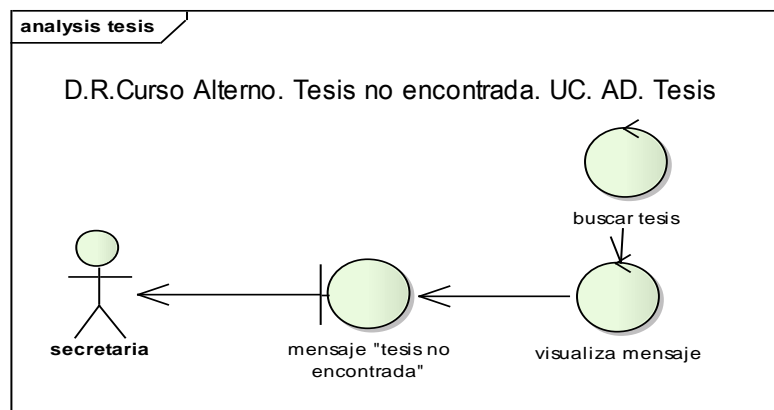 analysis tesis
D.R.Curso Alterno. Tesis no encontrada. UC. AD. Tesis
buscar tesis
secretaria
mensaje "tesis no
encontrada"
visualiza mensaje